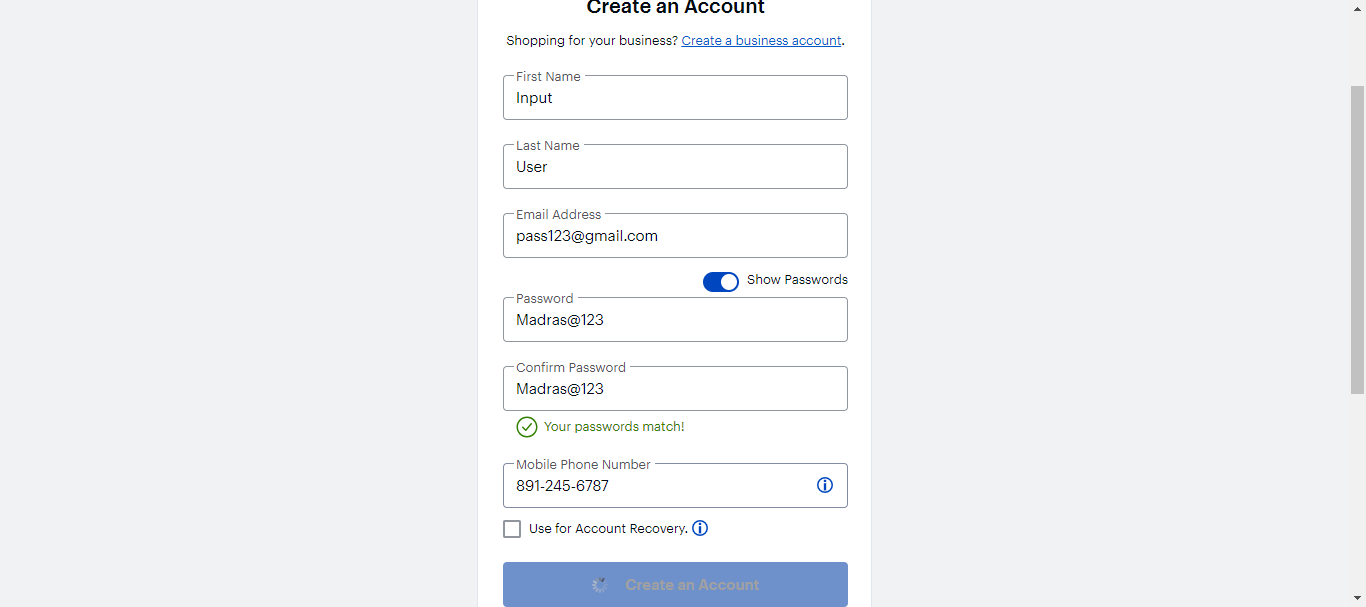 Create an Account
Shopping for your business? Create a business account.
First Name
Input
Last Name
User
Email Address
pass123@gmail.com
Show Passwords
Password
Madras@123
Confirm Password
Madras@123
Your passwords match!
Mobile Phone Number
891-245-6787
Use for Account Recovery.
Create an Account